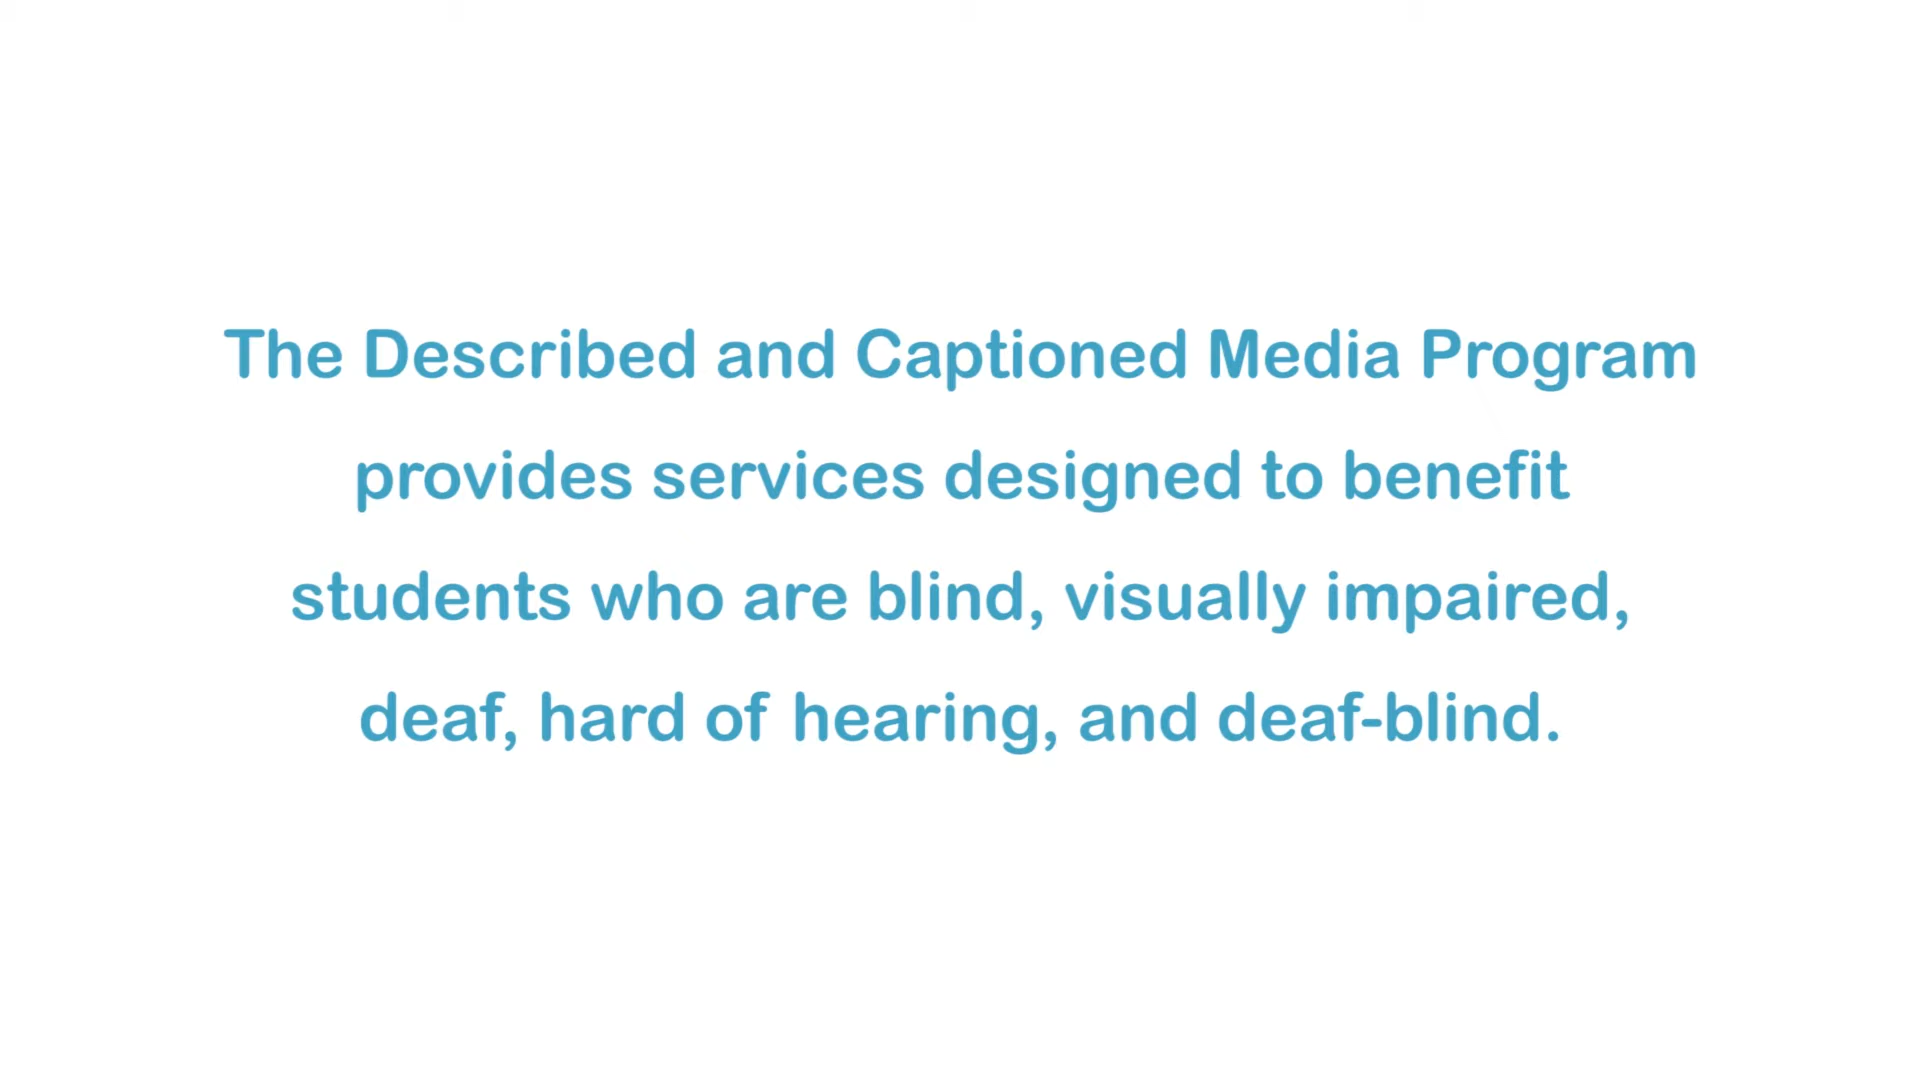 The Described and Captioned Media Program
provides services designed to benefit
students who are blind, visually impaired,
deaf, hard of hearing, and deaf-blind.